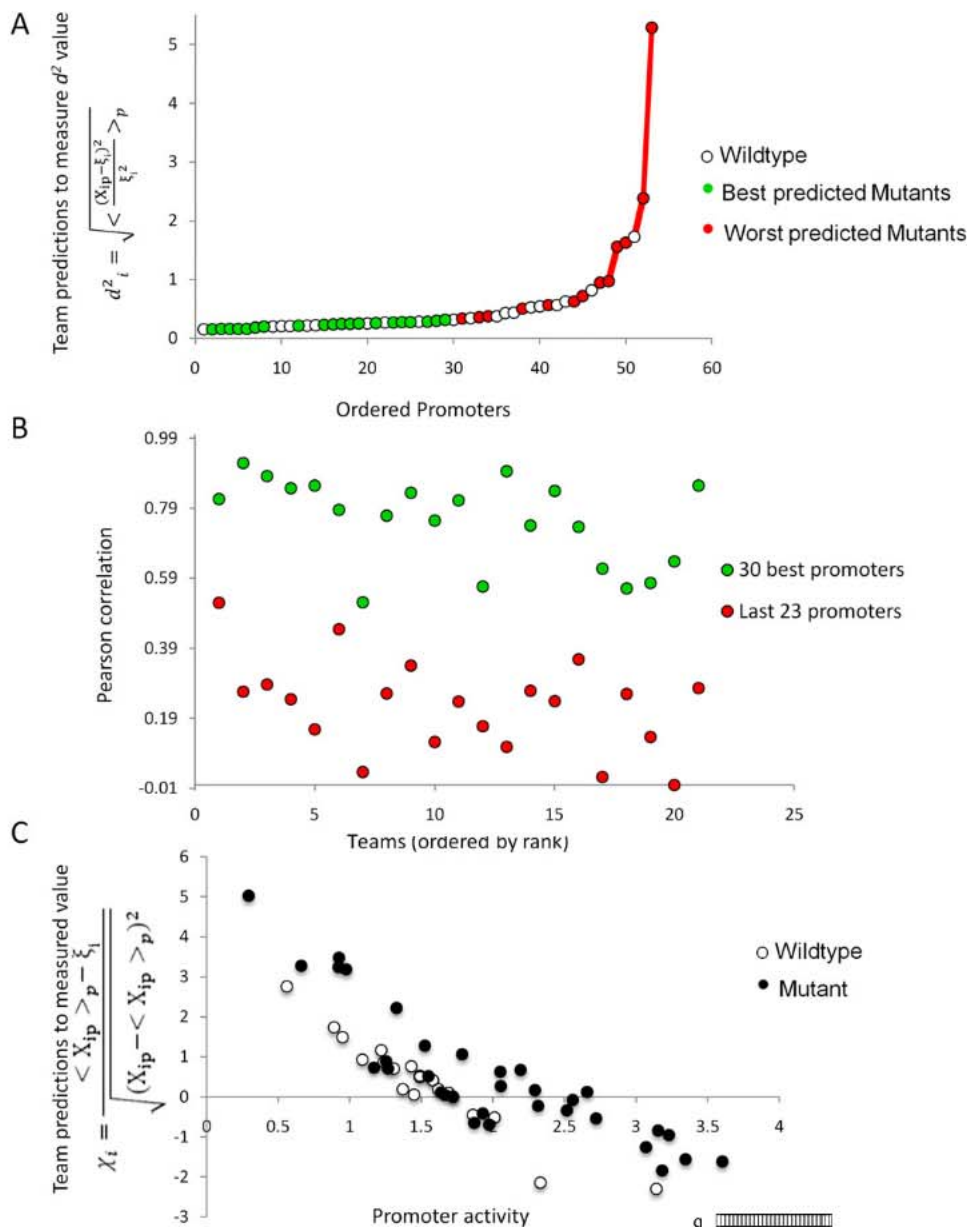 A
Team predictions to measure d² value
d²ᵢ = √< (Xip−ξi)² / ξi² >p
5
4
3
2
1
0
0 10 20 30 40 50 60
Ordered Promoters
Wildtype
Best predicted Mutants
Worst predicted Mutants
B
Pearson correlation
0.99
0.79
0.59
0.39
0.19
-0.01
0 5 10 15 20 25
Teams (ordered by rank)
30 best promoters
Last 23 promoters
C
Team predictions to measured value
χi = < Xip >p − ξi / √(Xip−< Xip >p)²
6
5
4
3
2
1
0
-1
-2
-3
0 0.5 1 1.5 2 2.5 3 3.5 4
Promoter activity
Wildtype
Mutant